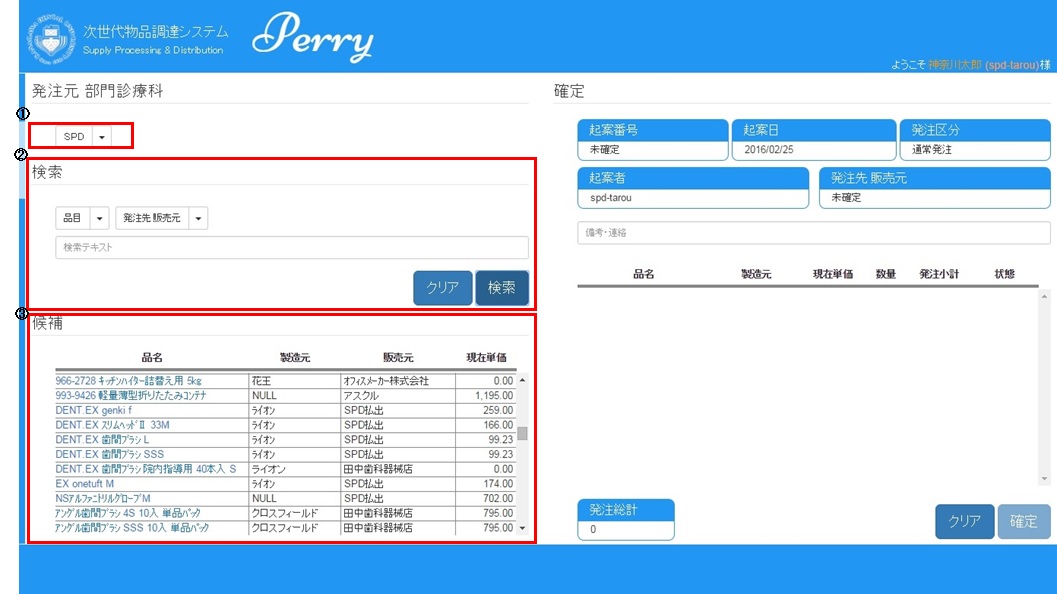 次世代物品調達システム
Supply Processing & Distribution
Perry
ようこそ 神奈川太郎 (spd-tarou)様
発注元 部門診療科
①
SPD
②
検索
品目
発注先 販売元
検索テキスト
クリア
検索
③
候補
品名 製造元 販売元 現在単価
966-2728 ｷｯﾁﾝﾊｲﾀｰ詰替え用 5kg 花王 ｵﾌｨｽﾒｰｶｰ株式会社 0.00
993-9426 軽量薄型折りたたみｺﾝﾃﾅ NULL アスクル 1,195.00
DENT.EX genki f ﾗｲｵﾝ SPD払出 259.00
DENT.EX ｽﾘﾑﾍｯﾄﾞⅡ 33M ﾗｲｵﾝ SPD払出 166.00
DENT.EX 歯間ﾌﾞﾗｼ L ﾗｲｵﾝ SPD払出 99.23
DENT.EX 歯間ﾌﾞﾗｼ SSS ﾗｲｵﾝ SPD払出 99.23
DENT.EX 歯間ﾌﾞﾗｼ 院内指導用 40本入 S ライオン 田中歯科器械店 0.00
EX onetuft M ﾗｲｵﾝ SPD払出 174.00
NSｱﾙﾌｧﾆﾄﾘﾙｸﾞﾛｰﾌﾞM NULL SPD払出 702.00
ｱﾝｸﾞﾙ歯間ﾌﾞﾗｼ 4S 10入 単品ﾊﾟｯｸ クロスフィールド 田中歯科器械店 795.00
ｱﾝｸﾞﾙ歯間ﾌﾞﾗｼ SSS 10入 単品ﾊﾟｯｸ クロスフィールド 田中歯科器械店 795.00
確定
起案番号
未確定
起案日
2016/02/25
発注区分
通常発注
起案者
spd-tarou
発注先 販売元
未確定
備考・連絡
品名 製造元 現在単価 数量 発注小計 状態
発注総計
0
クリア
確定